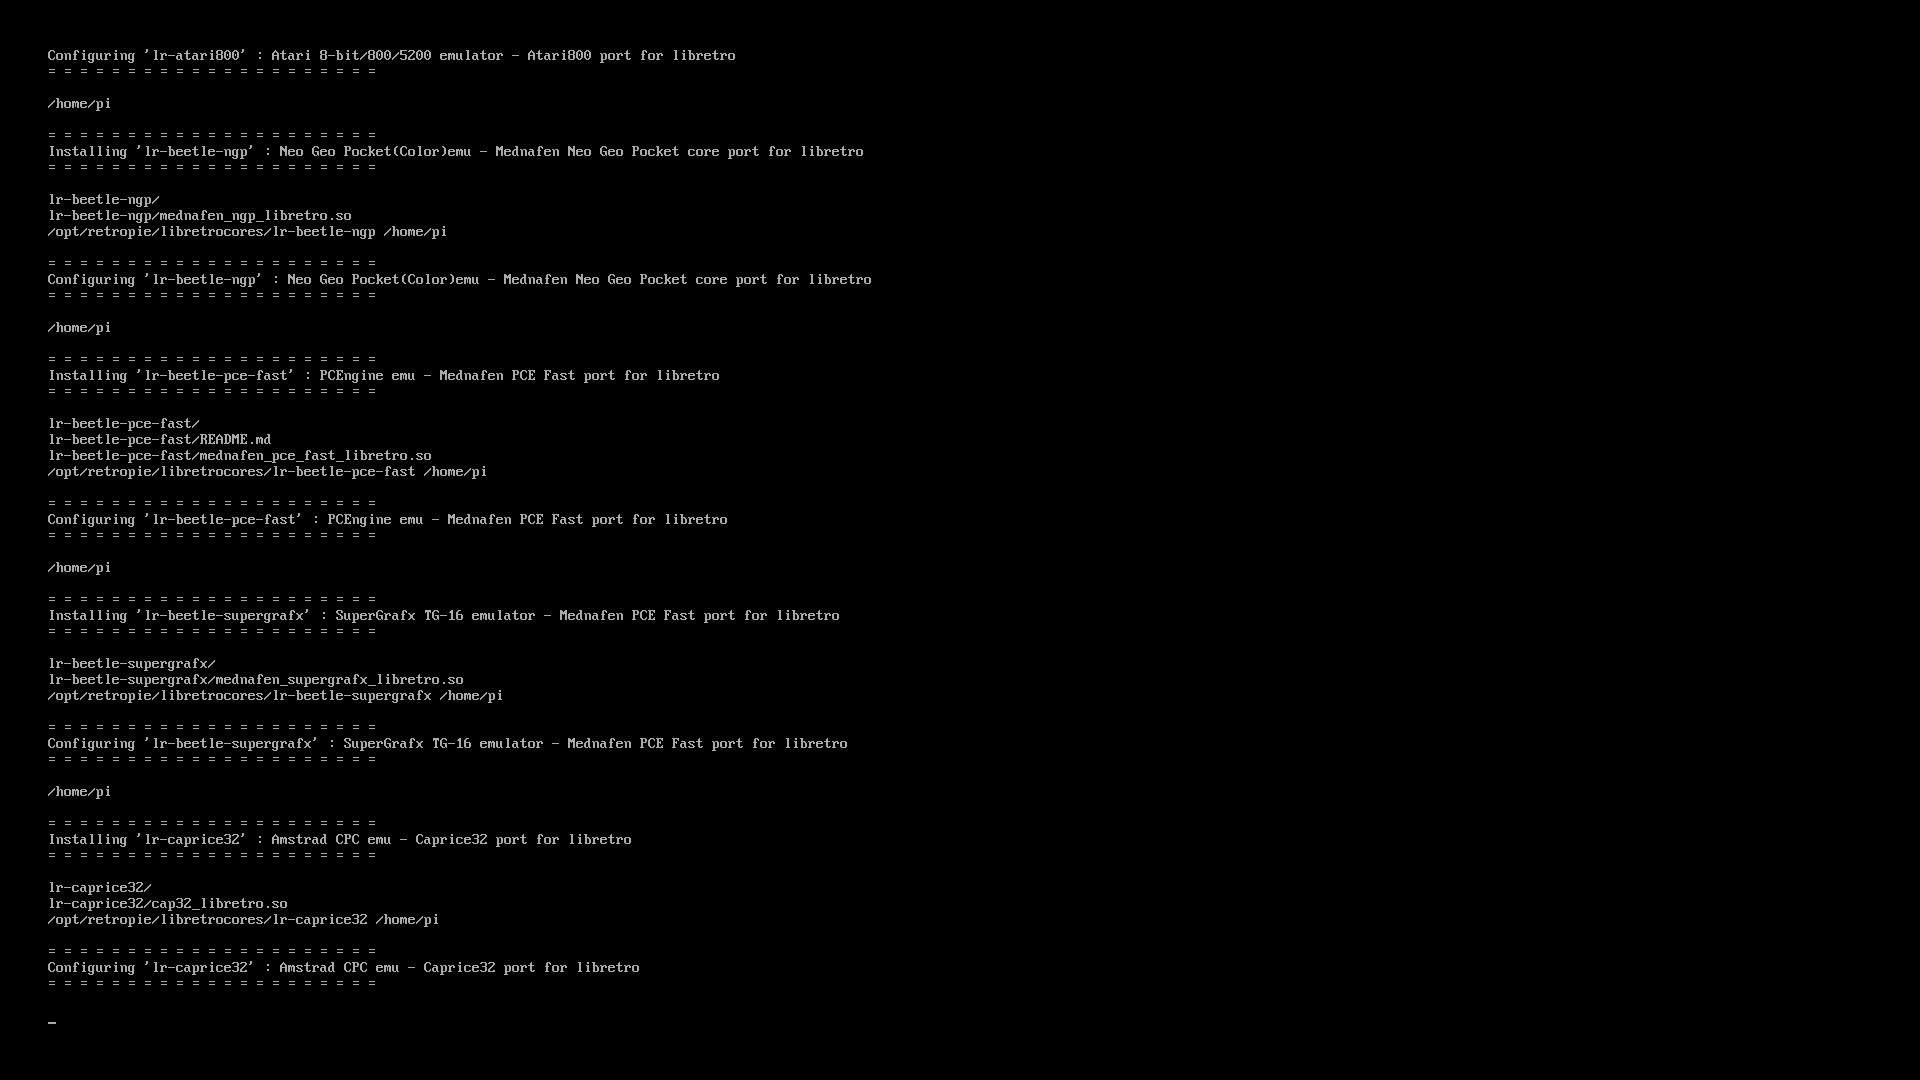 Configuring 'lr-atari800' : Atari 8-bit/800/5200 emulator - Atari800 port for libretro
= = = = = = = = = = = = = = = = = = = = =
/home/pi
= = = = = = = = = = = = = = = = = = = = =
Installing 'lr-beetle-ngp' : Neo Geo Pocket(Color)emu - Mednafen Neo Geo Pocket core port for libretro
= = = = = = = = = = = = = = = = = = = = =
lr-beetle-ngp/
lr-beetle-ngp/mednafen_ngp_libretro.so
/opt/retropie/libretrocores/lr-beetle-ngp /home/pi
= = = = = = = = = = = = = = = = = = = = =
Configuring 'lr-beetle-ngp' : Neo Geo Pocket(Color)emu - Mednafen Neo Geo Pocket core port for libretro
= = = = = = = = = = = = = = = = = = = = =
/home/pi
= = = = = = = = = = = = = = = = = = = = =
Installing 'lr-beetle-pce-fast' : PCEngine emu - Mednafen PCE Fast port for libretro
= = = = = = = = = = = = = = = = = = = = =
lr-beetle-pce-fast/
lr-beetle-pce-fast/README.md
lr-beetle-pce-fast/mednafen_pce_fast_libretro.so
/opt/retropie/libretrocores/lr-beetle-pce-fast /home/pi
= = = = = = = = = = = = = = = = = = = = =
Configuring 'lr-beetle-pce-fast' : PCEngine emu - Mednafen PCE Fast port for libretro
= = = = = = = = = = = = = = = = = = = = =
/home/pi
= = = = = = = = = = = = = = = = = = = = =
Installing 'lr-beetle-supergrafx' : SuperGrafx TG-16 emulator - Mednafen PCE Fast port for libretro
= = = = = = = = = = = = = = = = = = = = =
lr-beetle-supergrafx/
lr-beetle-supergrafx/mednafen_supergrafx_libretro.so
/opt/retropie/libretrocores/lr-beetle-supergrafx /home/pi
= = = = = = = = = = = = = = = = = = = = =
Configuring 'lr-beetle-supergrafx' : SuperGrafx TG-16 emulator - Mednafen PCE Fast port for libretro
= = = = = = = = = = = = = = = = = = = = =
/home/pi
= = = = = = = = = = = = = = = = = = = = =
Installing 'lr-caprice32' : Amstrad CPC emu - Caprice32 port for libretro
= = = = = = = = = = = = = = = = = = = = =
lr-caprice32/
lr-caprice32/cap32_libretro.so
/opt/retropie/libretrocores/lr-caprice32 /home/pi
= = = = = = = = = = = = = = = = = = = = =
Configuring 'lr-caprice32' : Amstrad CPC emu - Caprice32 port for libretro
= = = = = = = = = = = = = = = = = = = = =
_